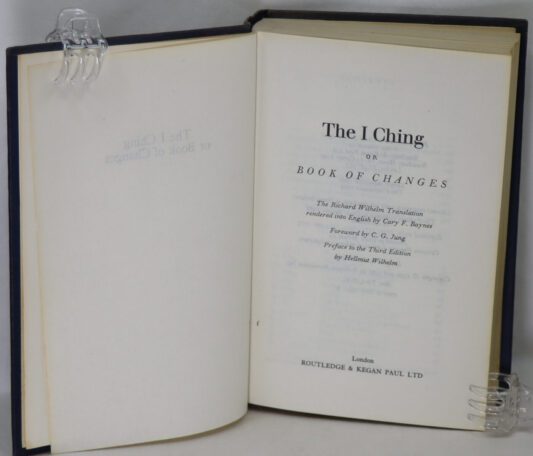 The I Ching
OR
BOOK OF CHANGES
The Richard Wilhelm Translation
rendered into English by Cary F. Baynes
Foreword by C. G. Jung
Preface to the Third Edition
by Hellmut Wilhelm
London
ROUTLEDGE & KEGAN PAUL LTD